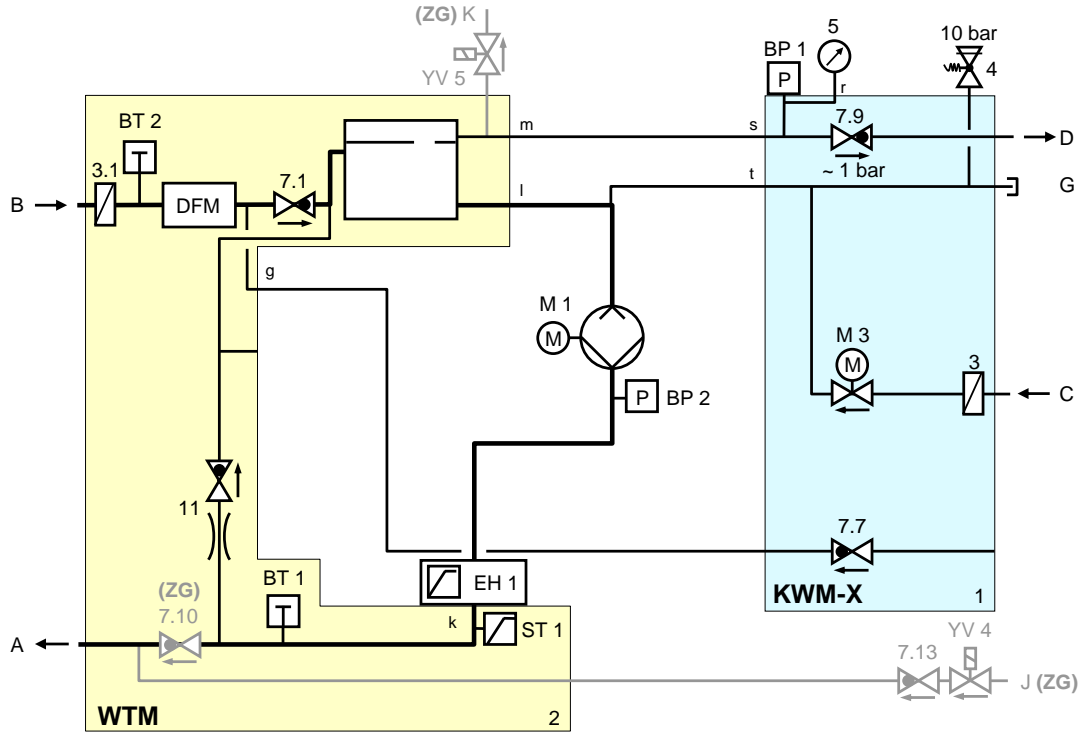 (ZG) K
YV 5
5
BP 1
P
r
10 bar
4
BT 2
3.1
B
DFM
7.1
m
s
7.9
D
t
~ 1 bar
G
l
g
M 1
M
P
BP 2
M 3
M
3
C
11
7.7
EH 1
KWM-X
1
BT 1
(ZG)
7.10
k
ST 1
A
YV 4
7.13
J (ZG)
WTM
2